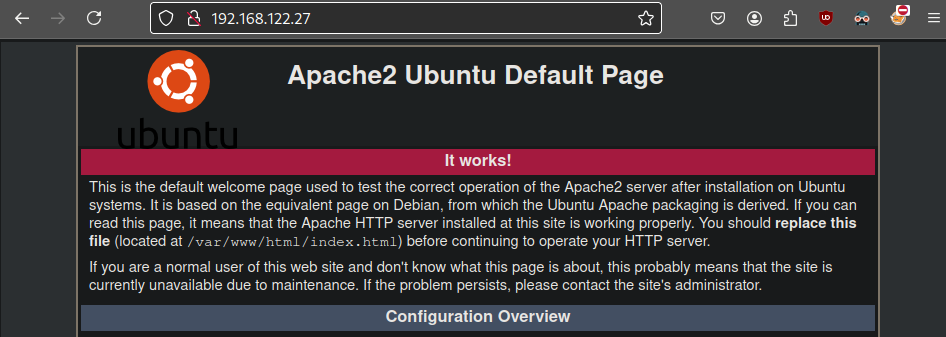 192.168.122.27
Apache2 Ubuntu Default Page
ubuntu
It works!
This is the default welcome page used to test the correct operation of the Apache2 server after installation on Ubuntu
systems. It is based on the equivalent page on Debian, from which the Ubuntu Apache packaging is derived. If you can
read this page, it means that the Apache HTTP server installed at this site is working properly. You should replace this
file (located at /var/www/html/index.html) before continuing to operate your HTTP server.
If you are a normal user of this web site and don't know what this page is about, this probably means that the site is
currently unavailable due to maintenance. If the problem persists, please contact the site's administrator.
Configuration Overview